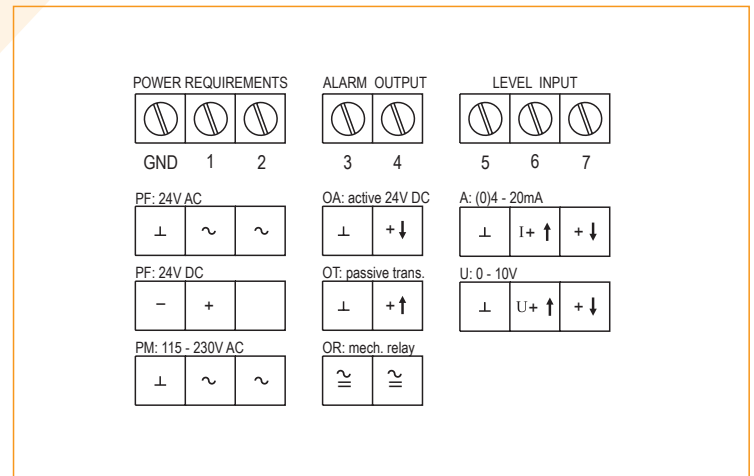 POWER REQUIREMENTS ALARM OUTPUT LEVEL INPUT
GND 1 2 3 4 5 6 7
PF: 24V AC OA: active 24V DC A: (0)4 - 20mA
⊥ ~ ~ ⊥ +↓ ⊥ I+ ↑ +↓
PF: 24V DC OT: passive trans. U: 0 - 10V
− + ⊥ +↑ ⊥ U+ ↑ +↓
PM: 115 - 230V AC OR: mech. relay
⊥ ~ ~ ≅ ≅